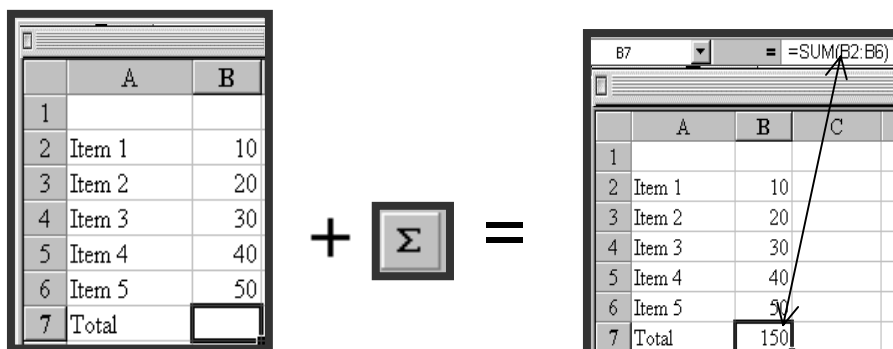 A B
1
2 Item 1 10
3 Item 2 20
4 Item 3 30
5 Item 4 40
6 Item 5 50
7 Total
+ Σ =
B7 = =SUM(B2:B6)
A B C
1
2 Item 1 10
3 Item 2 20
4 Item 3 30
5 Item 4 40
6 Item 5 50
7 Total 150